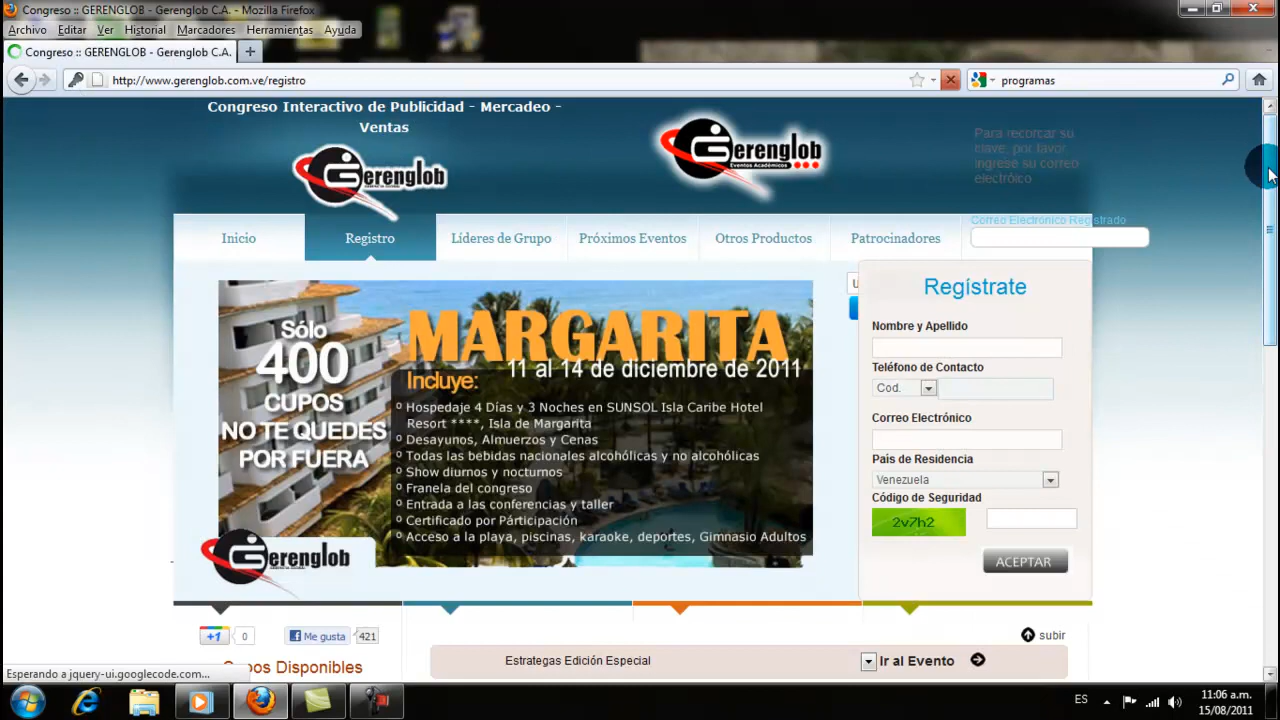 Congreso :: GERENGLOB - Gerenglob C.A. - Mozilla Firefox
Archivo Editar Ver Historial Marcadores Herramientas Ayuda
Congreso :: GERENGLOB - Gerenglob C.A.
http://www.gerenglob.com.ve/registro
programas
Congreso Interactivo de Publicidad - Mercadeo -
Ventas
Gerenglob
Gerenglob
Eventos Académicos
Para recorcar su
clave, por favor,
ingrese su correo
electróico
Correo Electrónico Registrado
Inicio Registro Líderes de Grupo Próximos Eventos Otros Productos Patrocinadores
Sólo
400
CUPOS
NO TE QUEDES
POR FUERA
MARGARITA
11 al 14 de diciembre de 2011
Incluye:
º Hospedaje 4 Días y 3 Noches en SUNSOL Isla Caribe Hotel
Resort ****, Isla de Margarita
º Desayunos, Almuerzos y Cenas
º Todas las bebidas nacionales alcohólicas y no alcohólicas
º Show diurnos y nocturnos
º Franela del congreso
º Entrada a las conferencias y taller
º Certificado por Párticipación
º Acceso a la playa, piscinas, karaoke, deportes, Gimnasio Adultos
Gerenglob
Regístrate
Nombre y Apellido
Teléfono de Contacto
Cod.
Correo Electrónico
País de Residencia
Venezuela
Código de Seguridad
2v7h2
ACEPTAR
+1 0 Me gusta 421
subir
Cupos Disponibles
Estrategas Edición Especial
Ir al Evento
Esperando a jquery-ui.googlecode.com...
ES
11:06 a.m.
15/08/2011